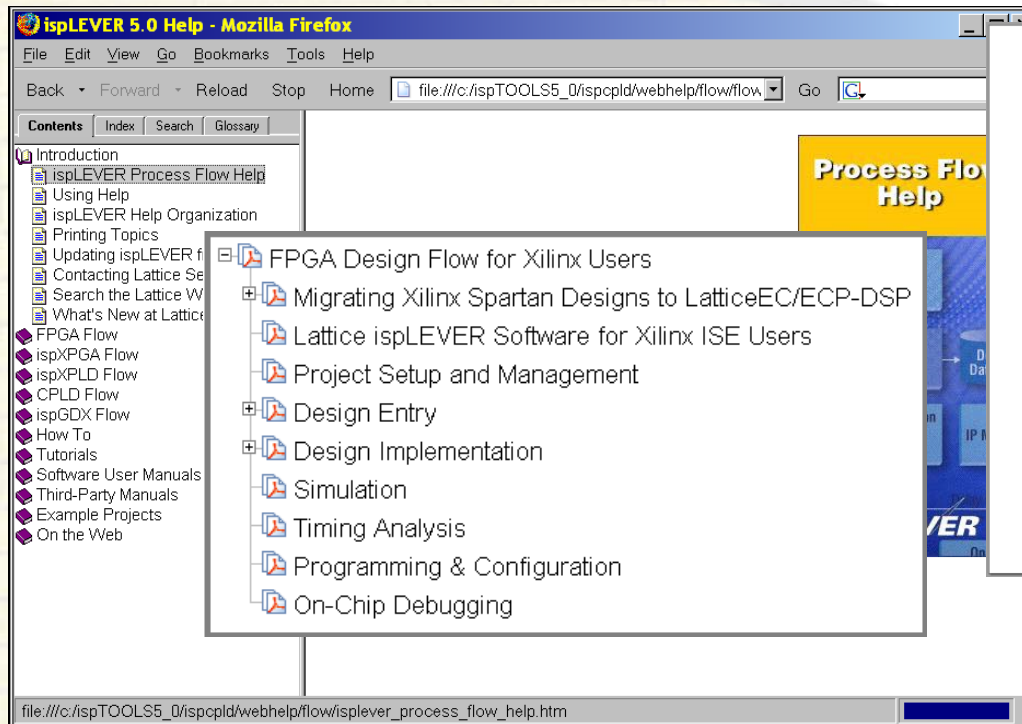 ispLEVER 5.0 Help - Mozilla Firefox
File Edit View Go Bookmarks Tools Help
Back Forward Reload Stop Home file:///c:/ispTOOLS5_0/ispcpld/webhelp/flow/flow Go
Contents Index Search Glossary
Introduction
ispLEVER Process Flow Help
Using Help
ispLEVER Help Organization
Printing Topics
Updating ispLEVER
Contacting Lattice
Search the Lattice
What's New at Lattice
FPGA Flow
ispXPGA Flow
ispXPLD Flow
CPLD Flow
ispGDX Flow
How To
Tutorials
Software User Manuals
Third-Party Manuals
Example Projects
On the Web
Process Flo
Help
FPGA Design Flow for Xilinx Users
Migrating Xilinx Spartan Designs to LatticeEC/ECP-DSP
Lattice ispLEVER Software for Xilinx ISE Users
Project Setup and Management
Design Entry
Design Implementation
Simulation
Timing Analysis
Programming & Configuration
On-Chip Debugging
file:///c:/ispTOOLS5_0/ispcpld/webhelp/flow/isplever_process_flow_help.htm